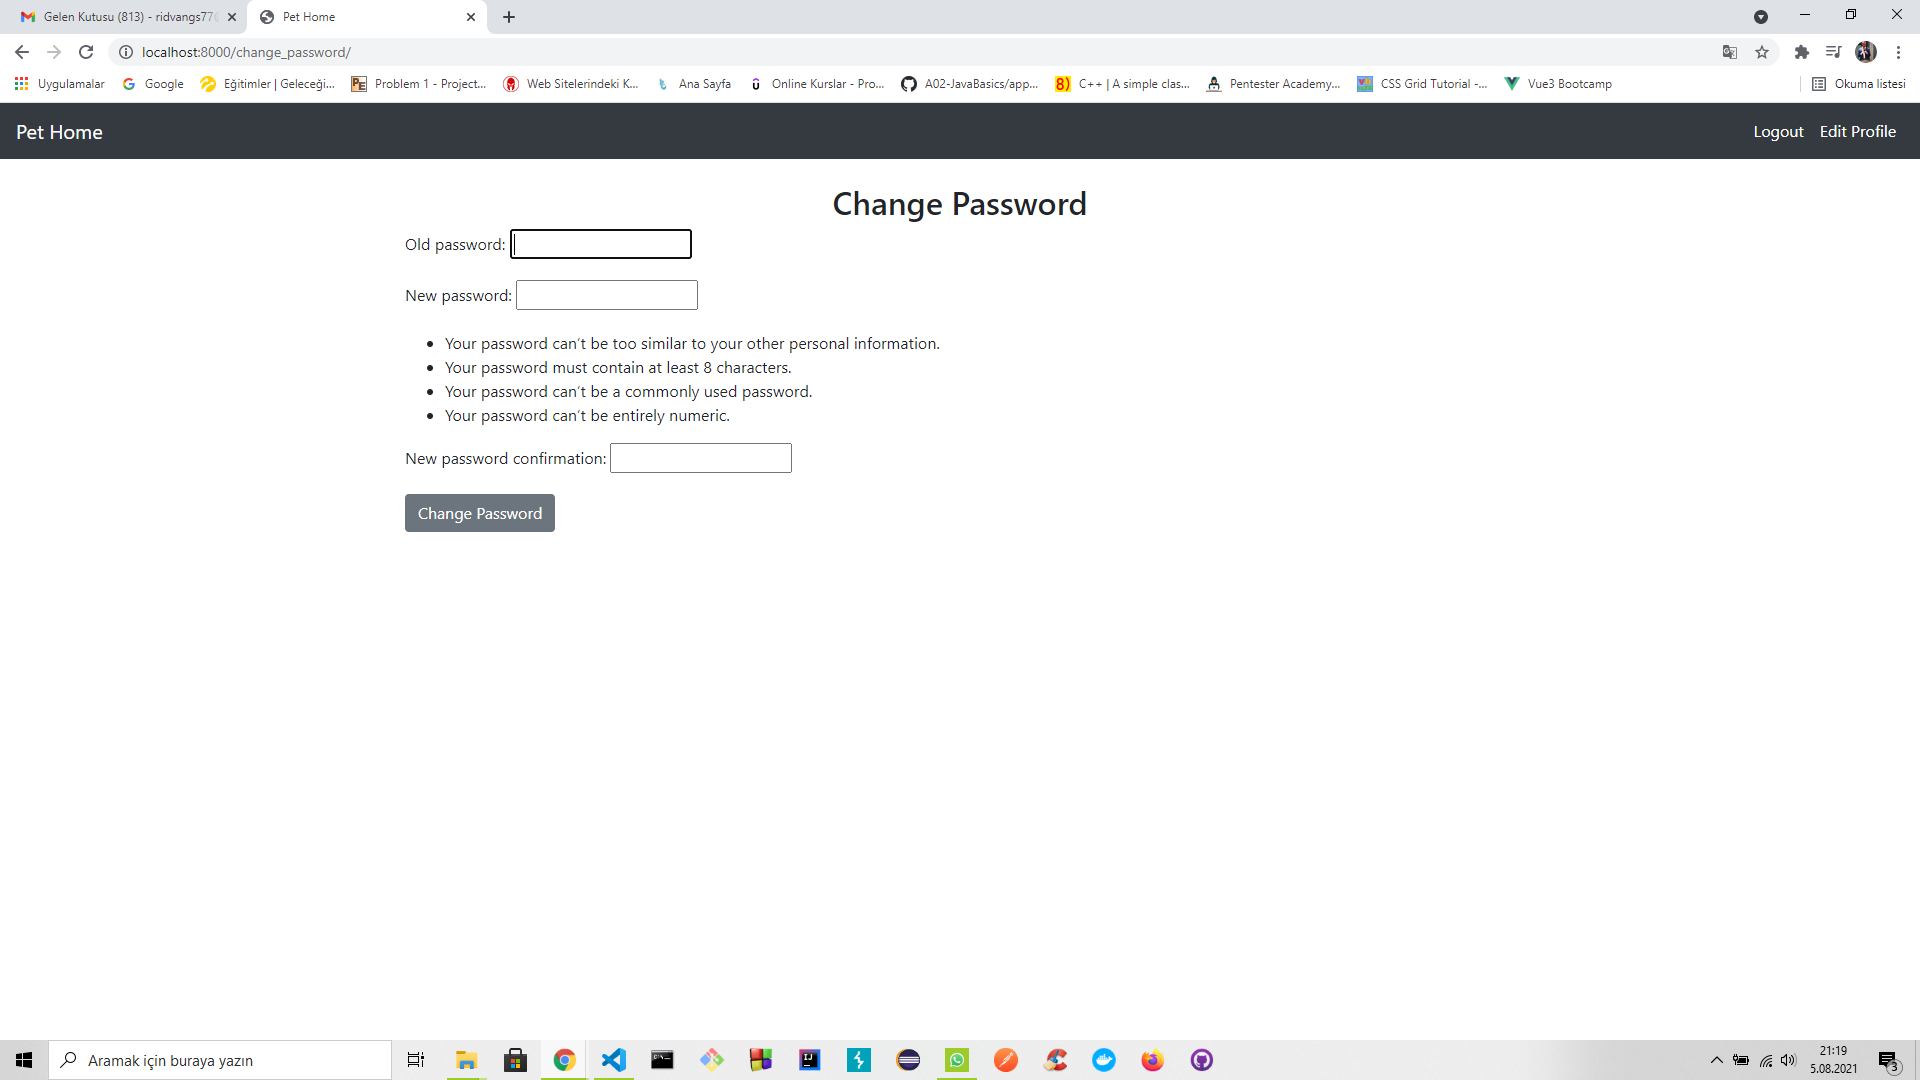 Gelen Kutusu (813) - ridvangs77
Pet Home
localhost:8000/change_password/
Uygulamalar
Google
Eğitimler | Geleceği...
Problem 1 - Project...
Web Sitelerindeki K...
Ana Sayfa
Online Kurslar - Pro...
A02-JavaBasics/app...
C++ | A simple clas...
Pentester Academy...
CSS Grid Tutorial -...
Vue3 Bootcamp
Okuma listesi
Pet Home
Logout
Edit Profile
Change Password
Old password:
New password:
Your password can't be too similar to your other personal information.
Your password must contain at least 8 characters.
Your password can't be a commonly used password.
Your password can't be entirely numeric.
New password confirmation:
Change Password
Aramak için buraya yazın
21:19
5.08.2021
3